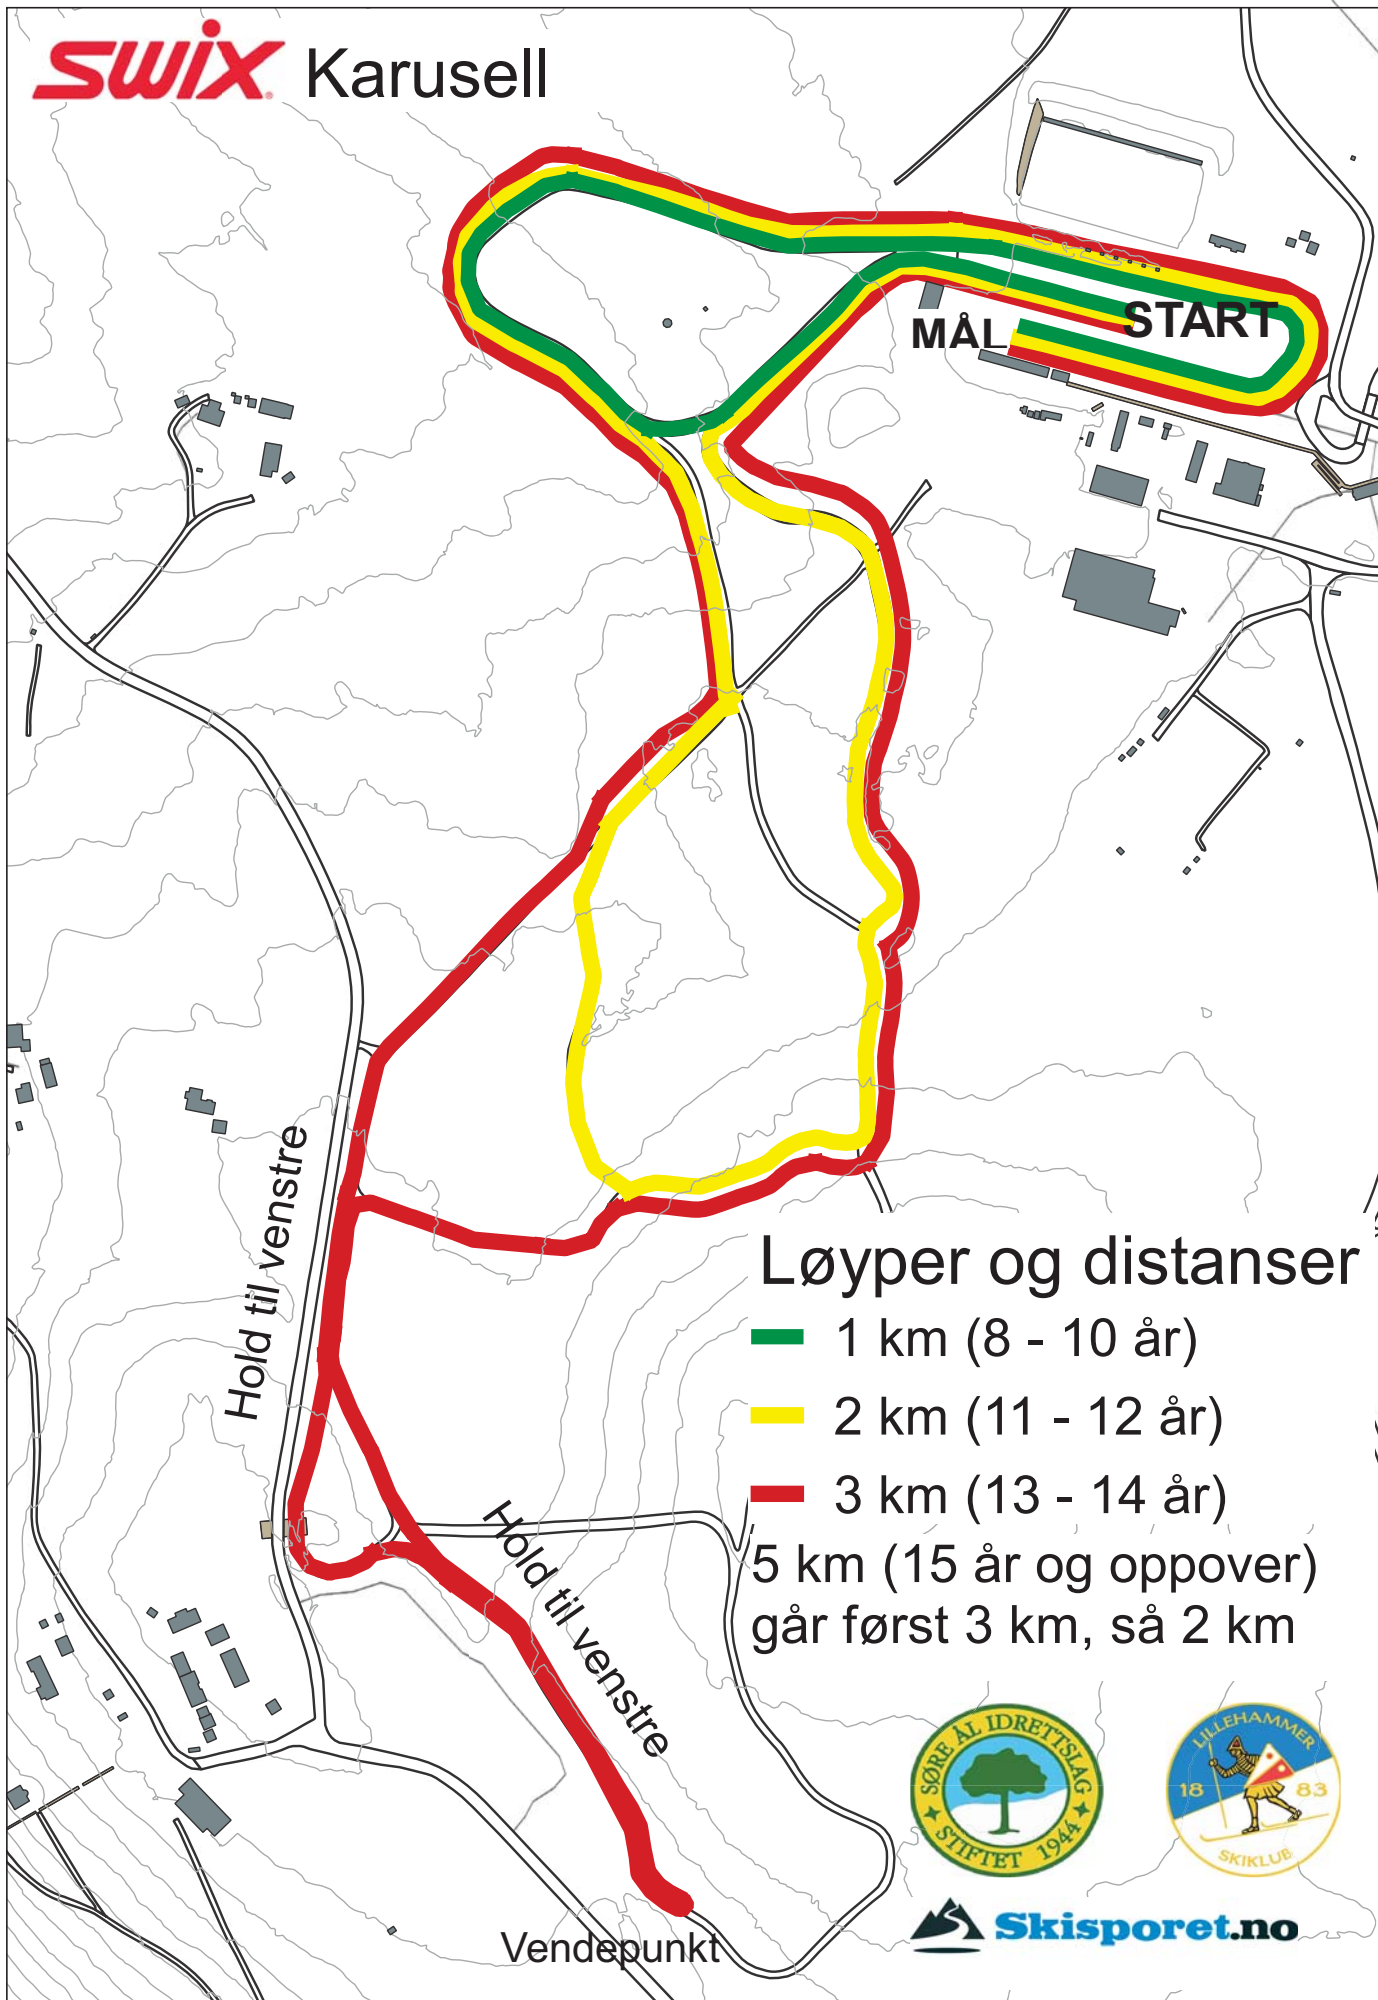 SWIX Karusell
START
MÅL
Hold til venstre
Løyper og distanser
1 km (8 - 10 år)
2 km (11 - 12 år)
3 km (13 - 14 år)
5 km (15 år og oppover)
går først 3 km, så 2 km
Hold til venstre
Vendepunkt
SØRE ÅL IDRETTSLAG
STIFTET 1944
LILLEHAMMER
18 83
SKIKLUB
Skisporet.no